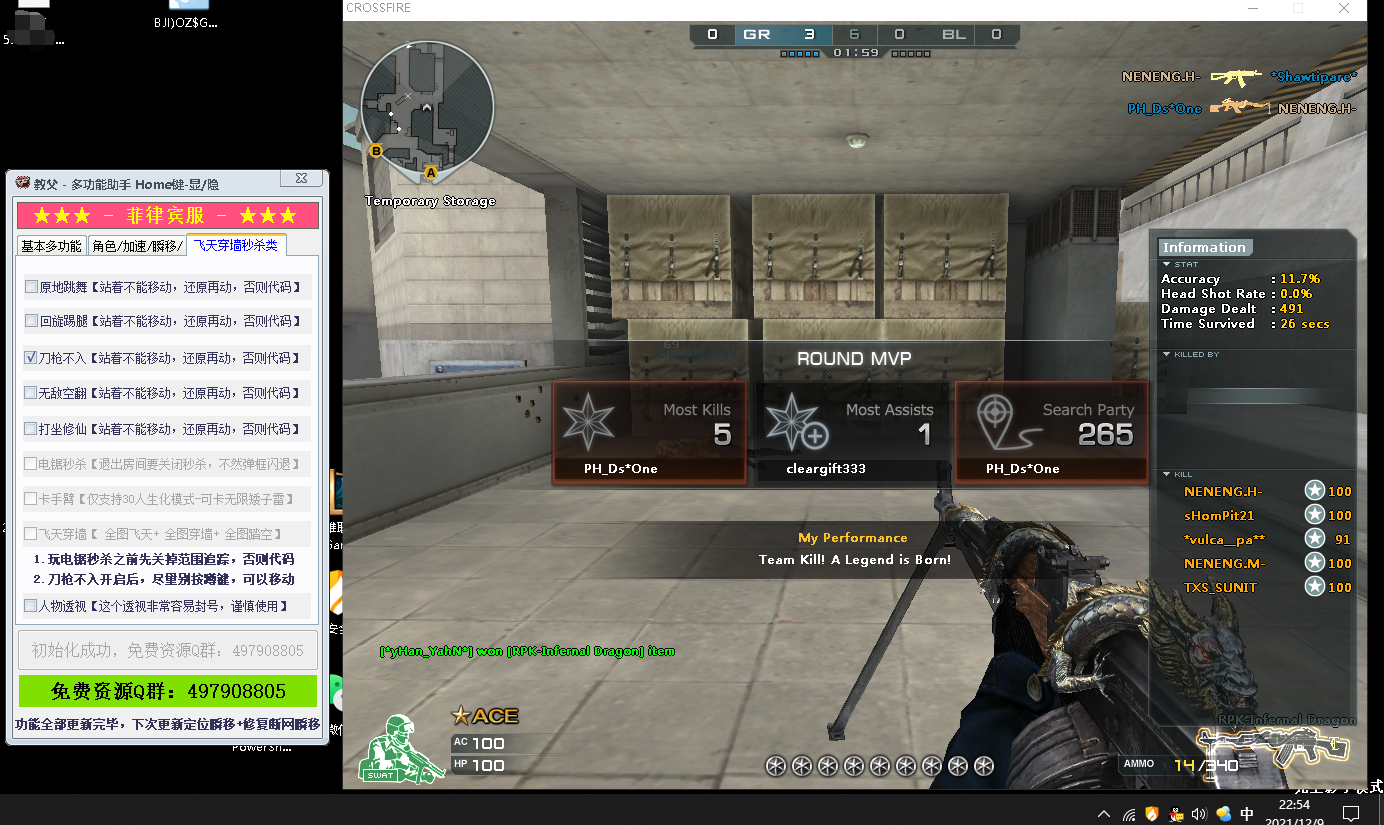 BJI)OZ$G...
5.
...
CROSSFIRE
教父 - 多功能助手 Home键-显/隐
★★★ - 菲律宾服 - ★★★
基本多功能 角色/加速/瞬移/ 飞天穿墙秒杀类
原地跳舞【站着不能移动，还原再动，否则代码】
回旋踢腿【站着不能移动，还原再动，否则代码】
刀枪不入【站着不能移动，还原再动，否则代码】
无敌空翻【站着不能移动，还原再动，否则代码】
打坐修仙【站着不能移动，还原再动，否则代码】
电锯秒杀【退出房间要关闭秒杀，不然弹框闪退】
卡手臂【仅支持30人生化模式-可卡无限矮子雷】
飞天穿墙【 全图飞天+ 全图穿墙+ 全图踏空】
1. 玩电锯秒杀之前先关掉范围追踪，否则代码
2. 刀枪不入开启后，尽量别按蹲键，可以移动
人物透视【这个透视非常容易封号，谨慎使用】
初始化成功，免费资源Q群：497908805
免费资源Q群：497908805
功能全部更新完毕，下次更新定位瞬移+修复断网瞬移
PowerSh...
0 GR 3 6 0 BL 0
01:59
B
A
Temporary Storage
NENENG.H- *Shawtipare*
PH_Ds*One NENENG.H-
Information
STAT
Accuracy : 11.7%
Head Shot Rate : 0.0%
Damage Dealt : 491
Time Survived : 26 secs
KILLED BY
KILL
NENENG.H- 100
sHomPit21 100
*vulca__pa** 91
NENENG.M- 100
TXS_SUNIT 100
ROUND MVP
Most Kills
5
PH_Ds*One
Most Assists
1
cleargift333
Search Party
265
PH_Ds*One
My Performance
Team Kill! A Legend is Born!
[*yHan_YahN*] won [RPK-Infernal Dragon] item
ACE
AC 100
HP 100
SWAT
RPK-Infernal Dragon
AMMO 14/340
中
22:54
2021/12/9